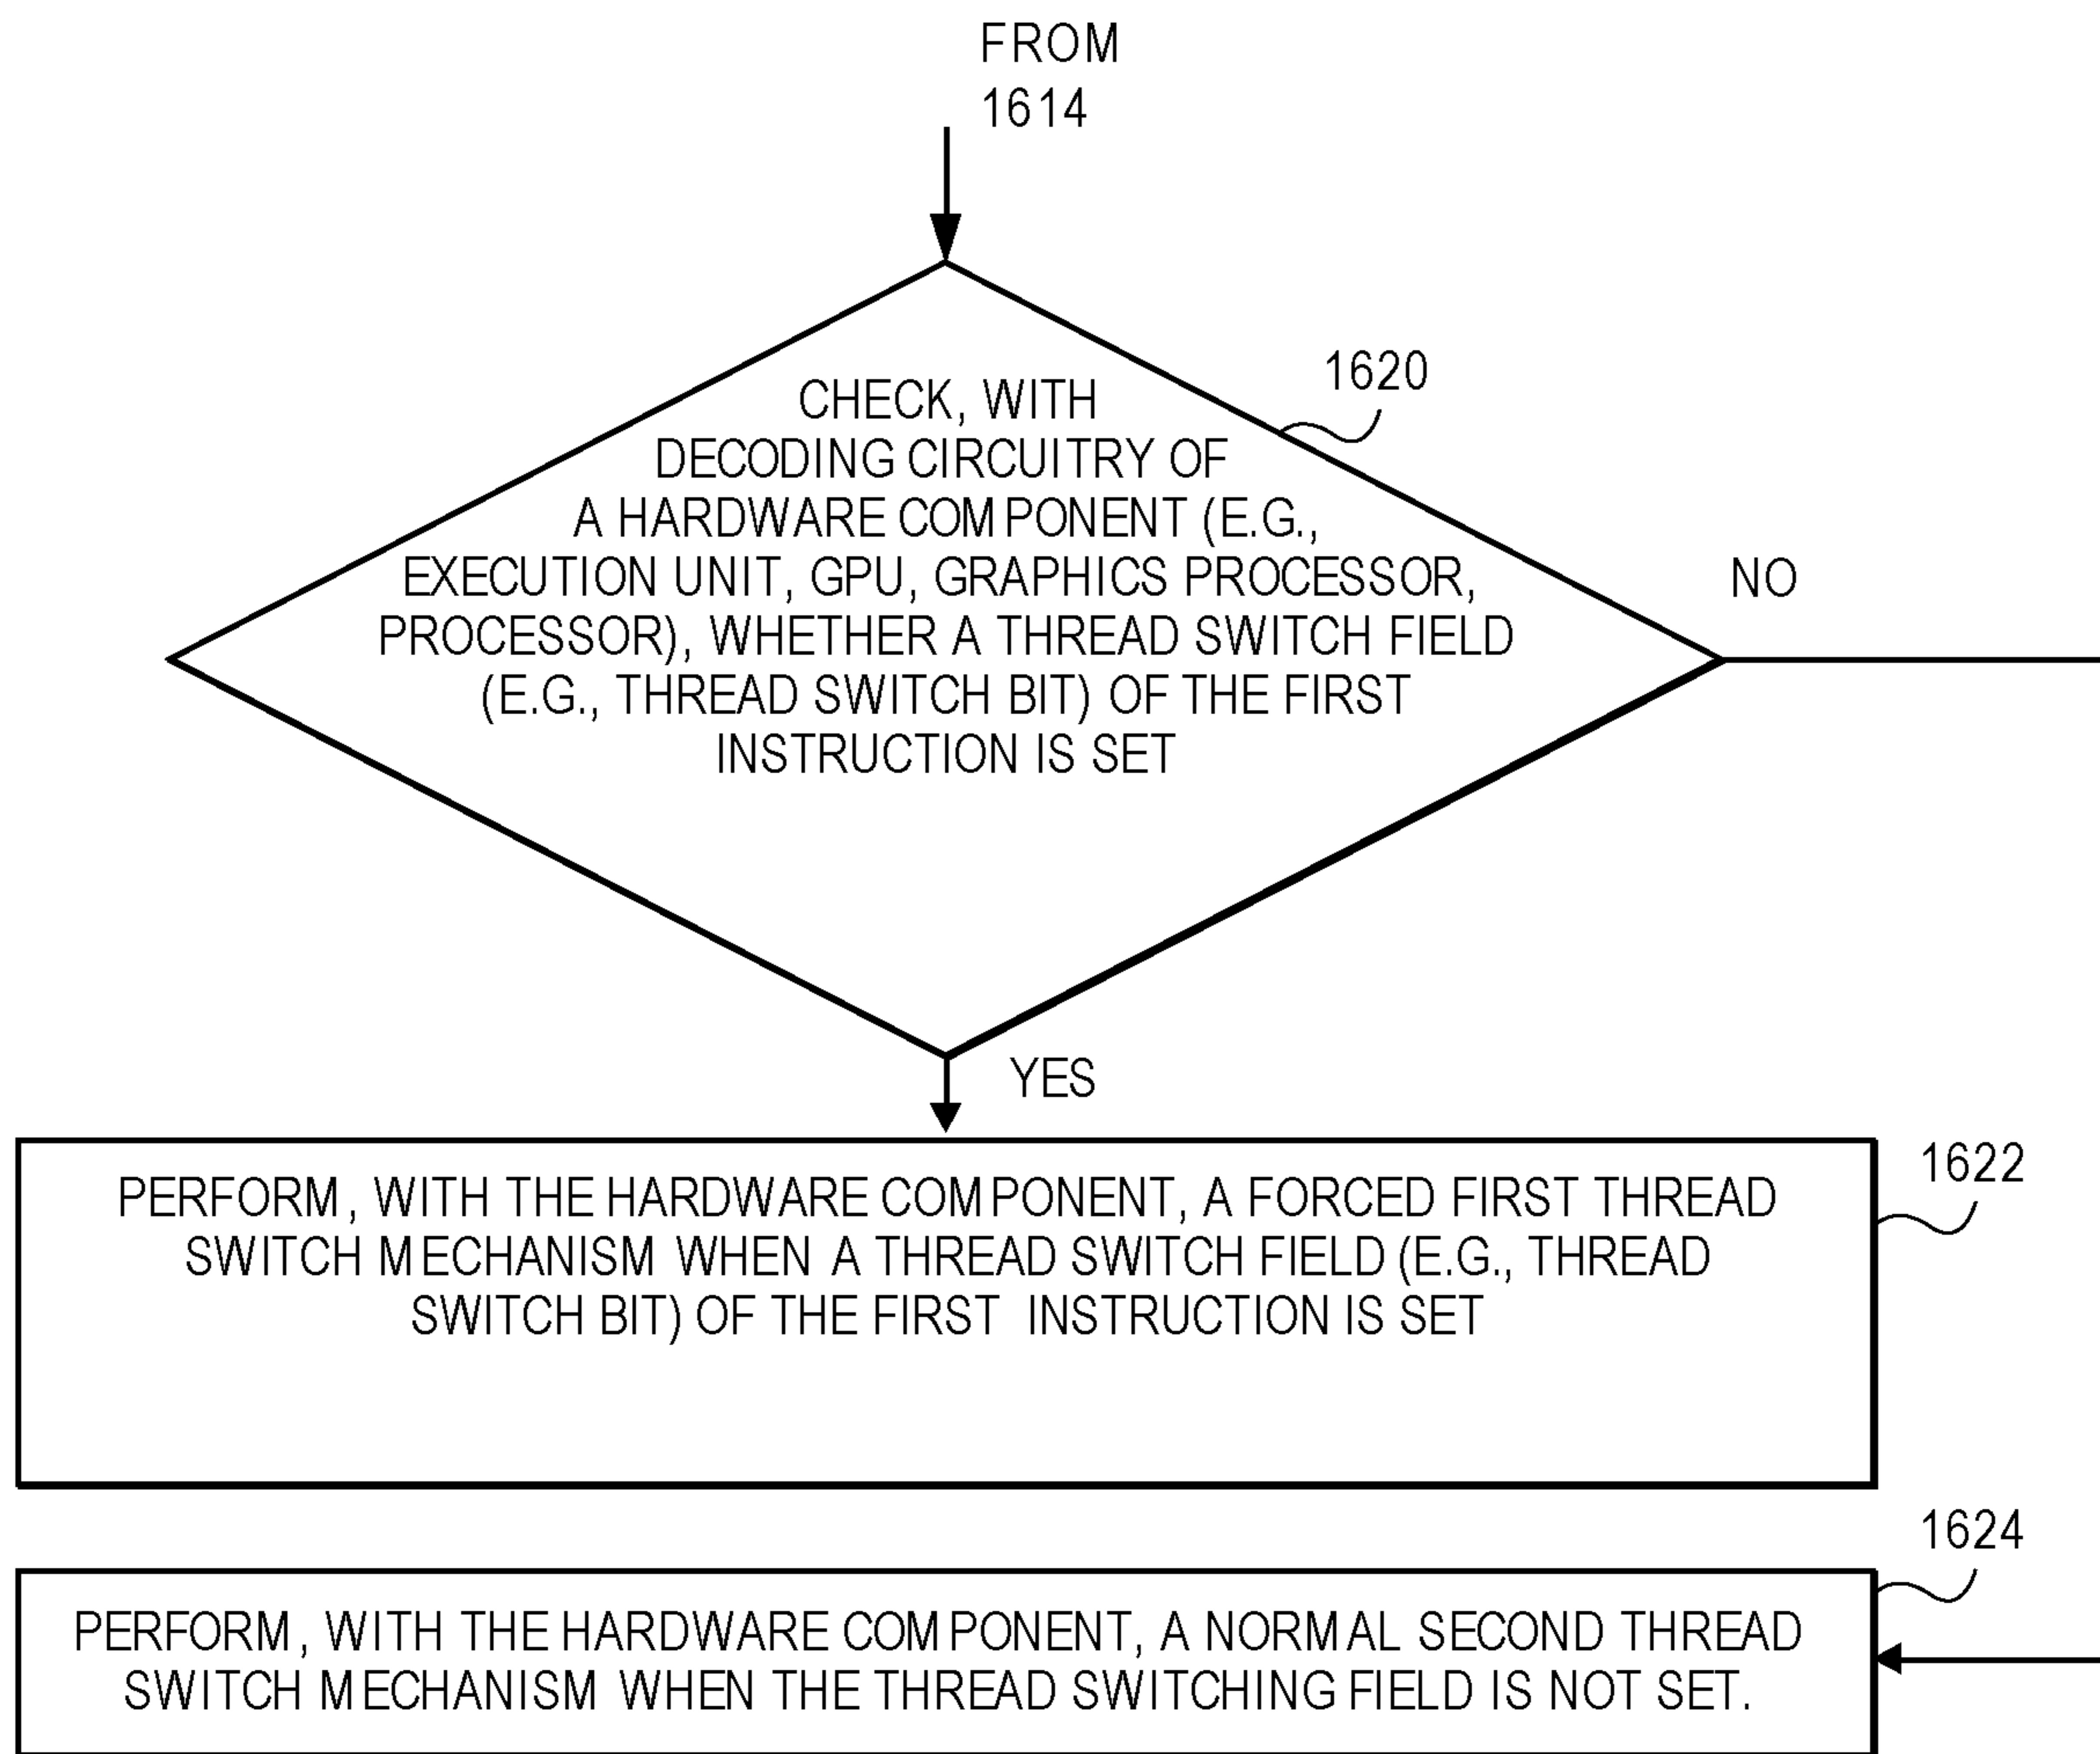 FROM
1614
1620
CHECK, WITH
DECODING CIRCUITRY OF
A HARDWARE COMPONENT (E.G.,
EXECUTION UNIT, GPU, GRAPHICS PROCESSOR,
PROCESSOR), WHETHER A THREAD SWITCH FIELD
(E.G., THREAD SWITCH BIT) OF THE FIRST
INSTRUCTION IS SET
NO
YES
1622
PERFORM, WITH THE HARDWARE COMPONENT, A FORCED FIRST THREAD
SWITCH MECHANISM WHEN A THREAD SWITCH FIELD (E.G., THREAD
SWITCH BIT) OF THE FIRST INSTRUCTION IS SET
1624
PERFORM, WITH THE HARDWARE COMPONENT, A NORMAL SECOND THREAD
SWITCH MECHANISM WHEN THE THREAD SWITCHING FIELD IS NOT SET.